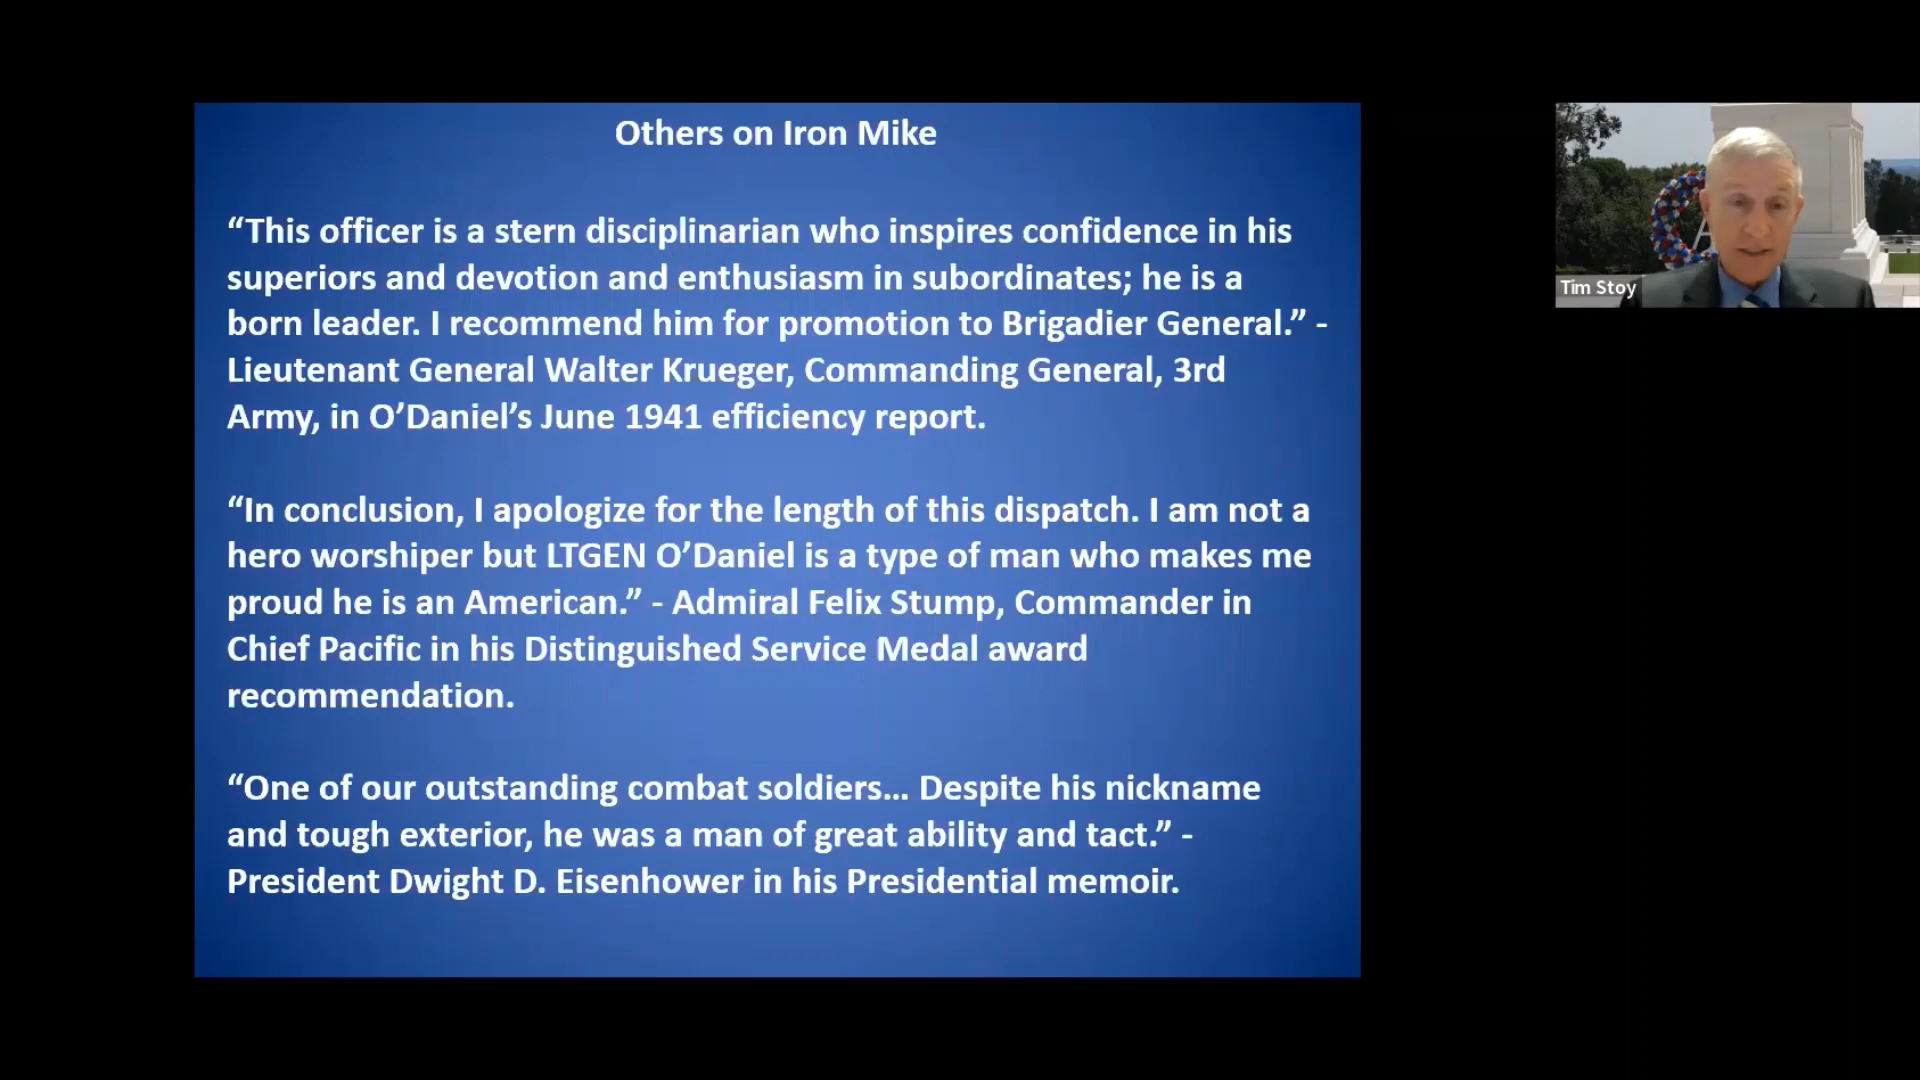 Others on Iron Mike
“This officer is a stern disciplinarian who inspires confidence in his
superiors and devotion and enthusiasm in subordinates; he is a
born leader. I recommend him for promotion to Brigadier General.” -
Lieutenant General Walter Krueger, Commanding General, 3rd
Army, in O’Daniel’s June 1941 efficiency report.
“In conclusion, I apologize for the length of this dispatch. I am not a
hero worshiper but LTGEN O’Daniel is a type of man who makes me
proud he is an American.” - Admiral Felix Stump, Commander in
Chief Pacific in his Distinguished Service Medal award
recommendation.
“One of our outstanding combat soldiers… Despite his nickname
and tough exterior, he was a man of great ability and tact.” -
President Dwight D. Eisenhower in his Presidential memoir.
Tim Stoy